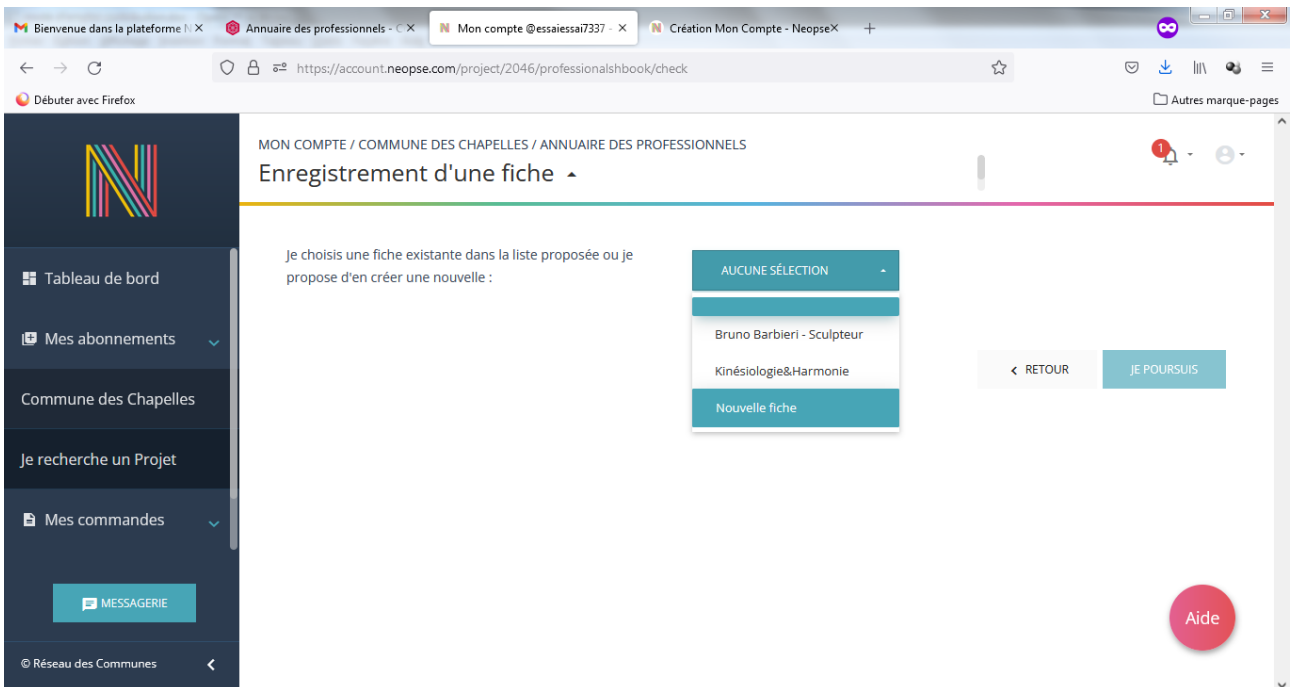 Bienvenue dans la plateforme N
Annuaire des professionnels - C
Mon compte @essaiessai7337 -
Création Mon Compte - Neopse
https://account.neopse.com/project/2046/professionalshbook/check
Débuter avec Firefox
Autres marque-pages
MON COMPTE / COMMUNE DES CHAPELLES / ANNUAIRE DES PROFESSIONNELS
Enregistrement d'une fiche
1
Tableau de bord
Mes abonnements
Commune des Chapelles
Je recherche un Projet
Mes commandes
MESSAGERIE
© Réseau des Communes
Je choisis une fiche existante dans la liste proposée ou je
propose d'en créer une nouvelle :
AUCUNE SÉLECTION
Bruno Barbieri - Sculpteur
Kinésiologie&Harmonie
Nouvelle fiche
RETOUR
JE POURSUIS
Aide